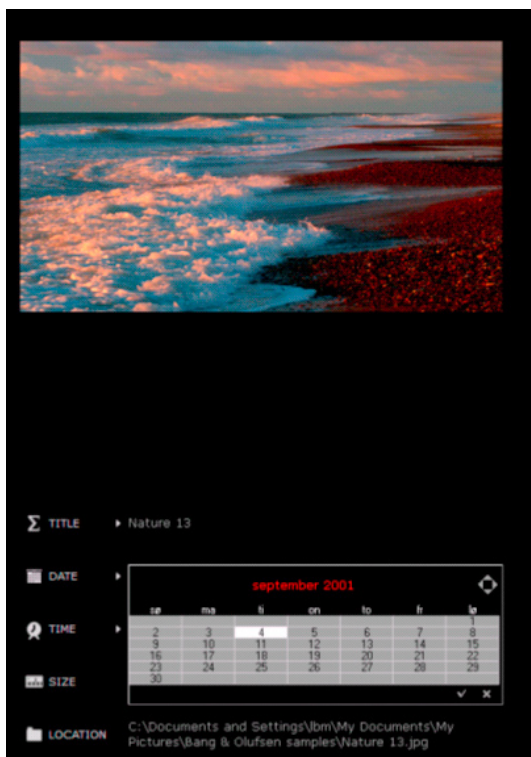 TITLE Nature 13
DATE
september 2001
sø ma ti on to fr lø
1
TIME
2 3 4 5 6 7 8
9 10 11 12 13 14 15
16 17 18 19 20 21 22
23 24 25 26 27 28 29
30
SIZE
LOCATION C:\Documents and Settings\lbm\My Documents\My
Pictures\Bang & Olufsen samples\Nature 13.jpg